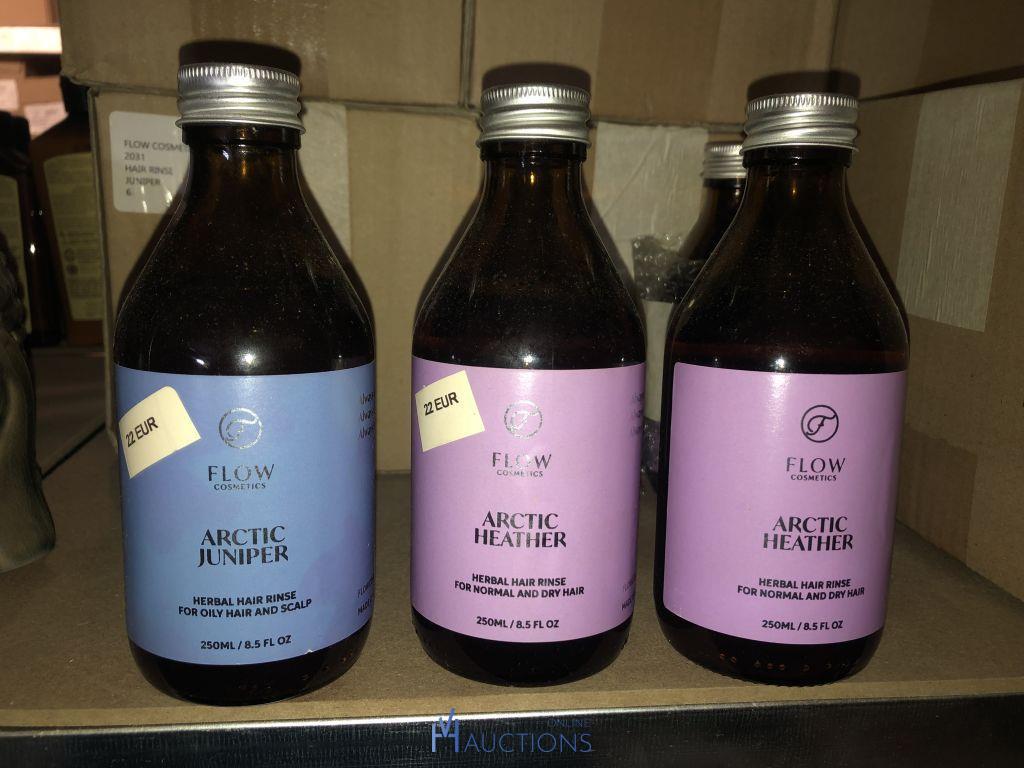 FLOW COSME
2031
HAIR RINSE
JUNIPER
6
22 EUR
FLOW
COSMETICS
ARCTIC
JUNIPER
HERBAL HAIR RINSE
FOR OILY HAIR AND SCALP
250ML / 8.5 FL OZ
22 EUR
FLOW
COSMETICS
ARCTIC
HEATHER
HERBAL HAIR RINSE
FOR NORMAL AND DRY HAIR
250ML / 8.5 FL OZ
FLOW
COSMETICS
ARCTIC
HEATHER
HERBAL HAIR RINSE
FOR NORMAL AND DRY HAIR
250ML / 8.5 FL OZ
ONLINE
AUCTIONS